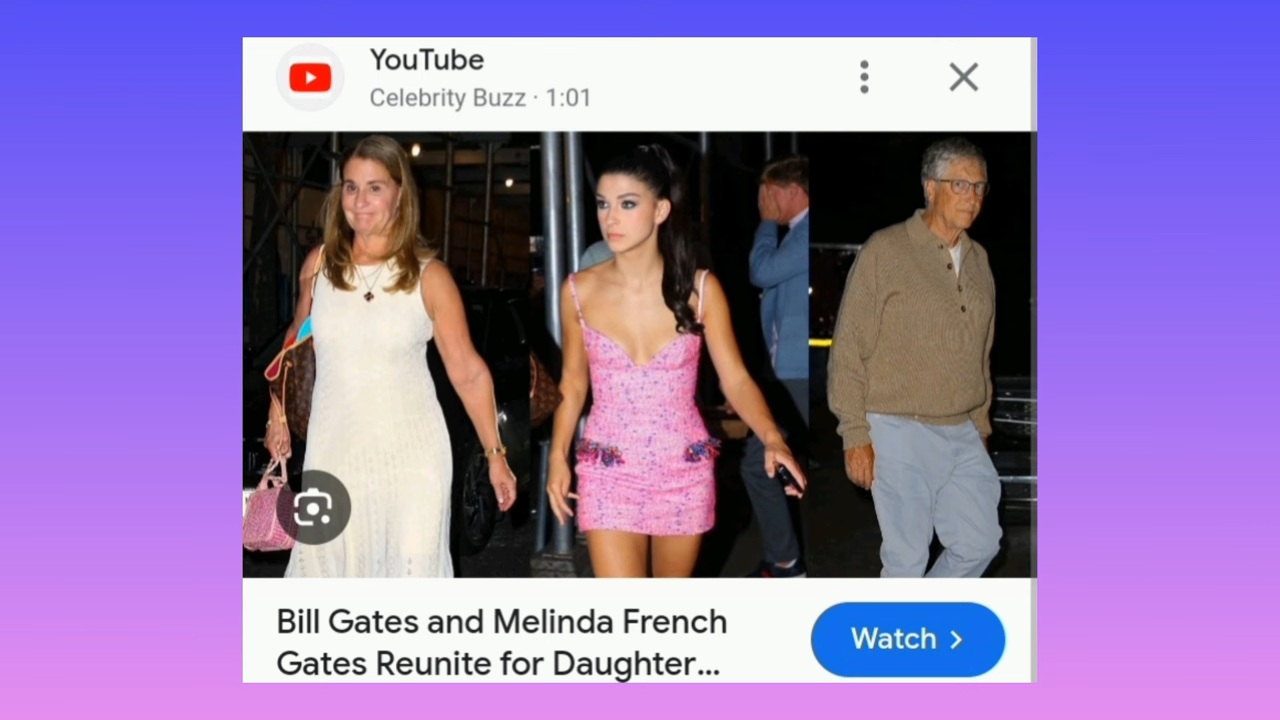 YouTube
Celebrity Buzz · 1:01
Bill Gates and Melinda French
Gates Reunite for Daughter...
Watch